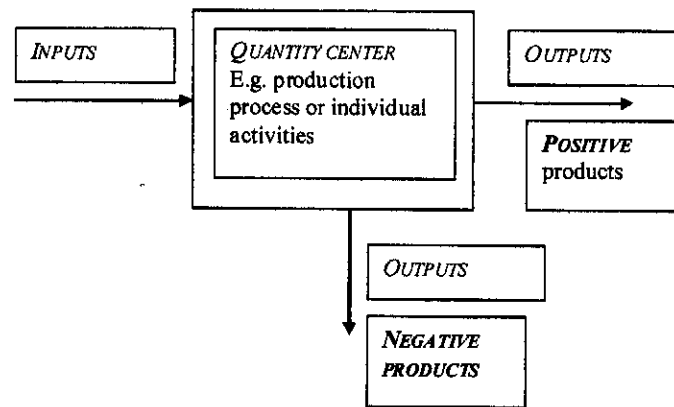 INPUTS
QUANTITY CENTER
E.g. production
process or individual
activities
OUTPUTS
POSITIVE
products
OUTPUTS
NEGATIVE
PRODUCTS